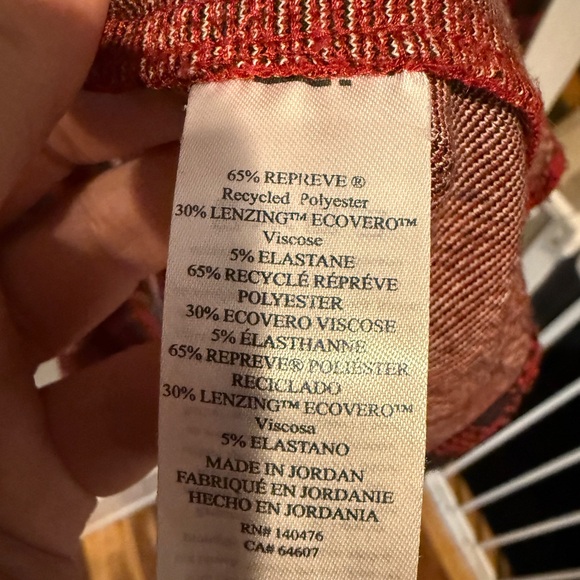 65% REPREVE ®
Recycled Polyester
30% LENZING™ ECOVERO™
Viscose
5% ELASTANE
65% RECYCLÉ RÉPRÉVE
POLYESTER
30% ECOVERO VISCOSE
5% ÉLASTHANNE
65% REPREVE® POLIÉSTER
RECICLADO
30% LENZING™ ECOVERO™
Viscosa
5% ELASTANO
MADE IN JORDAN
FABRIQUÉ EN JORDANIE
HECHO EN JORDANIA
RN# 140476
CA# 64607